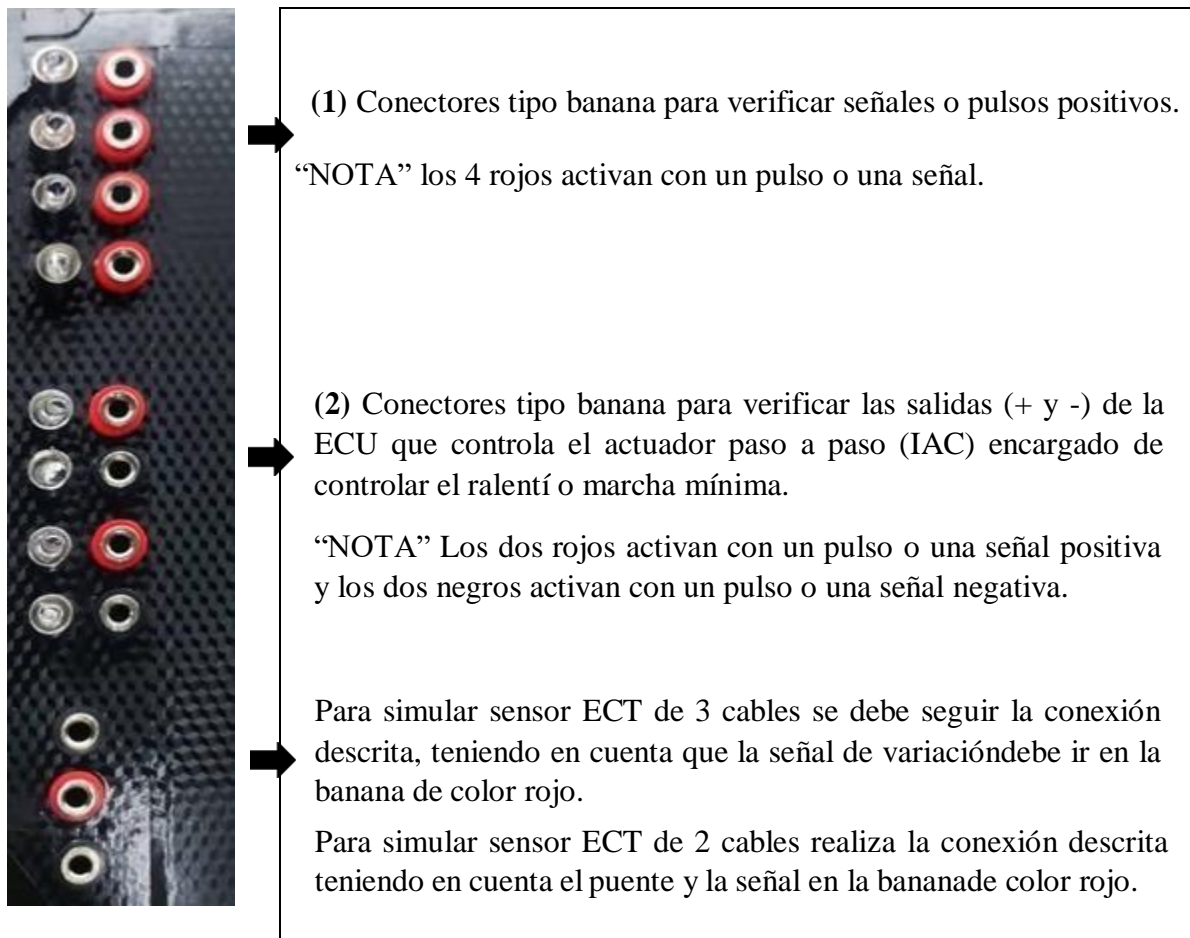 (1) Conectores tipo banana para verificar señales o pulsos positivos.
“NOTA” los 4 rojos activan con un pulso o una señal.
(2) Conectores tipo banana para verificar las salidas (+ y -) de la
ECU que controla el actuador paso a paso (IAC) encargado de
controlar el ralentí o marcha mínima.
“NOTA” Los dos rojos activan con un pulso o una señal positiva
y los dos negros activan con un pulso o una señal negativa.
Para simular sensor ECT de 3 cables se debe seguir la conexión
descrita, teniendo en cuenta que la señal de variacióndebe ir en la
banana de color rojo.
Para simular sensor ECT de 2 cables realiza la conexión descrita
teniendo en cuenta el puente y la señal en la bananade color rojo.